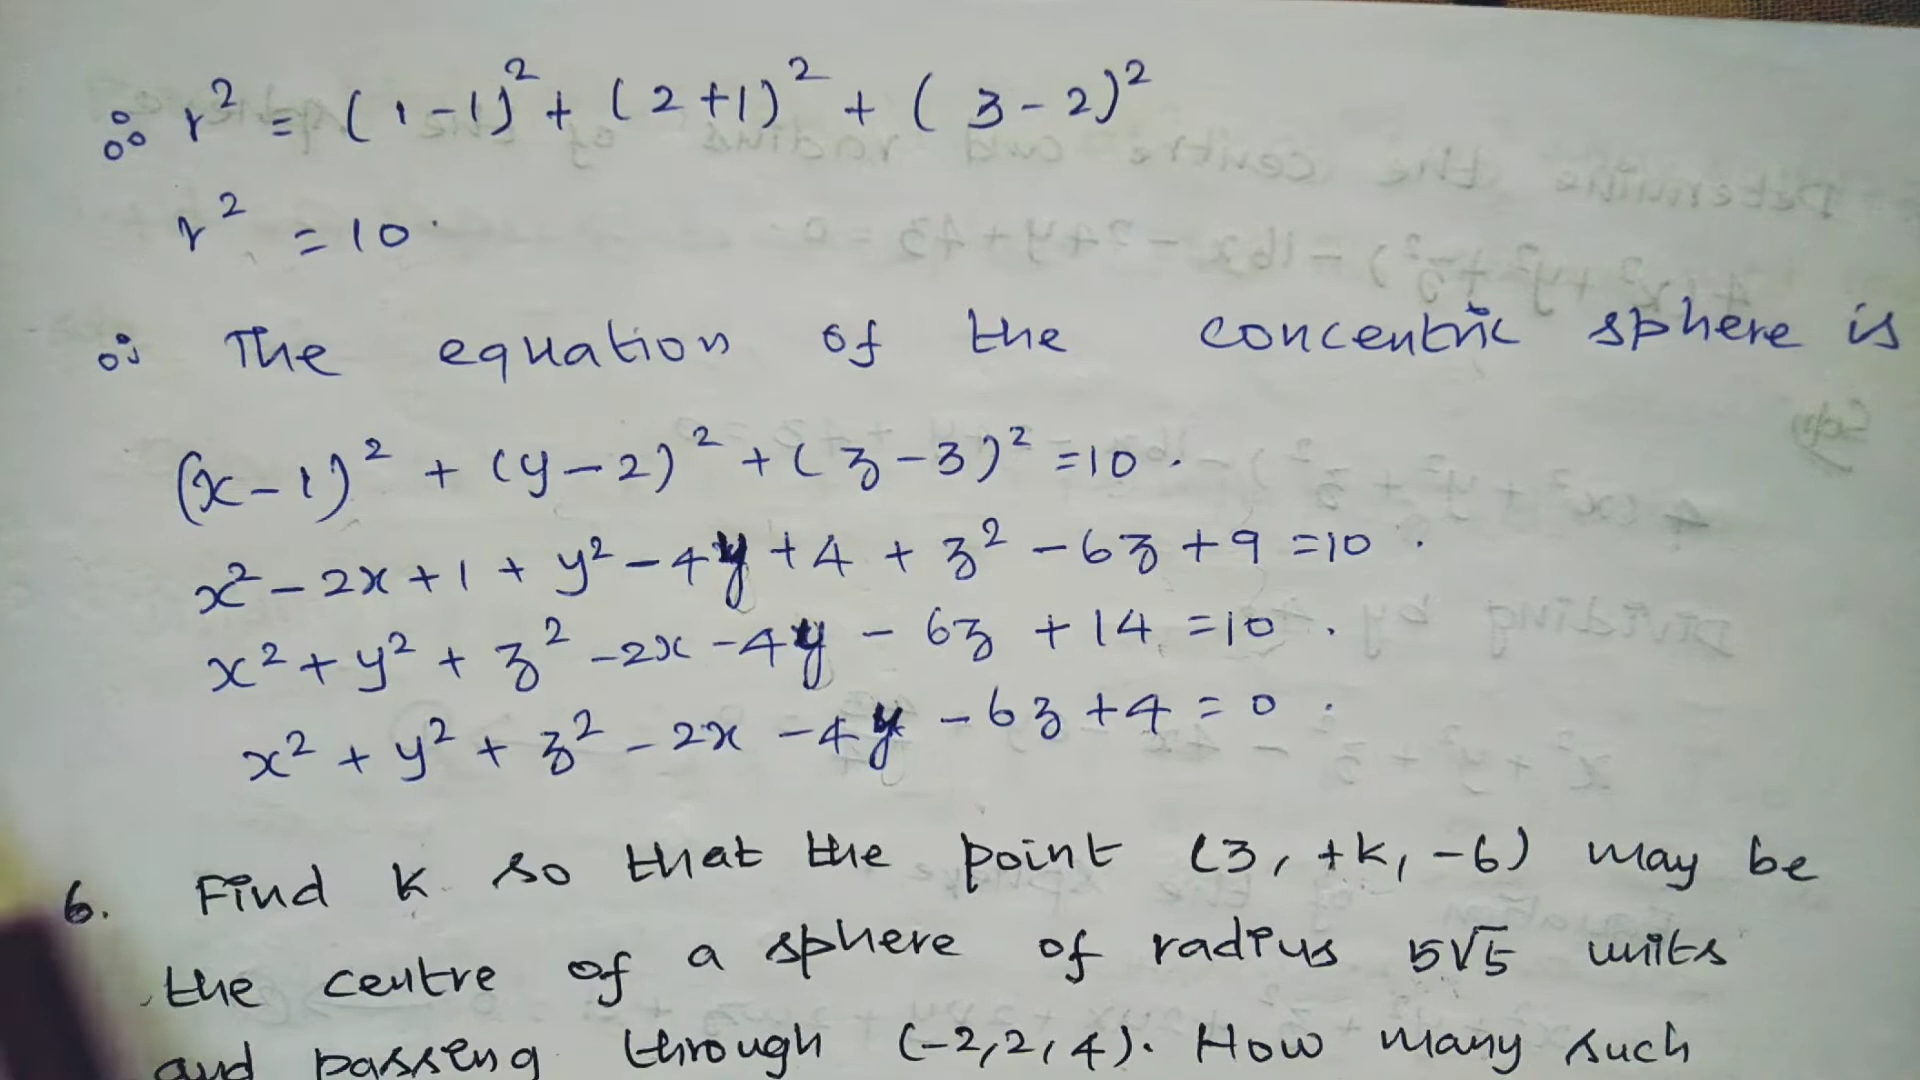 ∴ r² = (1-1)² + (2+1)² + (3-2)²
r² = 10.
∴ The equation of the concentric sphere is
(x-1)² + (y-2)² + (z-3)² = 10.
x² - 2x + 1 + y² - 4y + 4 + z² - 6z + 9 = 10.
x² + y² + z² - 2x - 4y - 6z + 14 = 10.
x² + y² + z² - 2x - 4y - 6z + 4 = 0.
6. Find k so that the point (3, +k, -6) may be
the centre of a sphere of radius 5√5 units
and passing through (-2,2,4). How many such